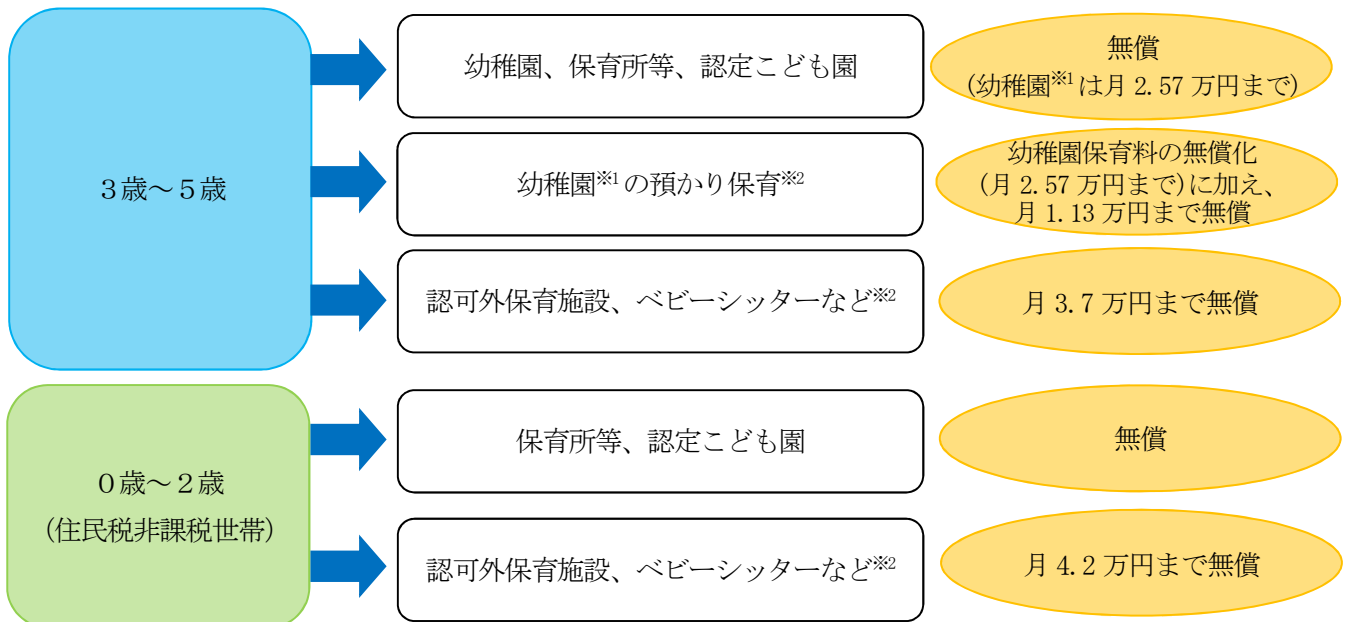 3歳～5歳
幼稚園、保育所等、認定こども園
無償
(幼稚園※1は月 2.57 万円まで)
幼稚園※1の預かり保育※2
幼稚園保育料の無償化
(月 2.57 万円まで)に加え、
月 1.13 万円まで無償
認可外保育施設、ベビーシッターなど※2
月 3.7 万円まで無償
0歳～2歳
(住民税非課税世帯)
保育所等、認定こども園
無償
認可外保育施設、ベビーシッターなど※2
月 4.2 万円まで無償